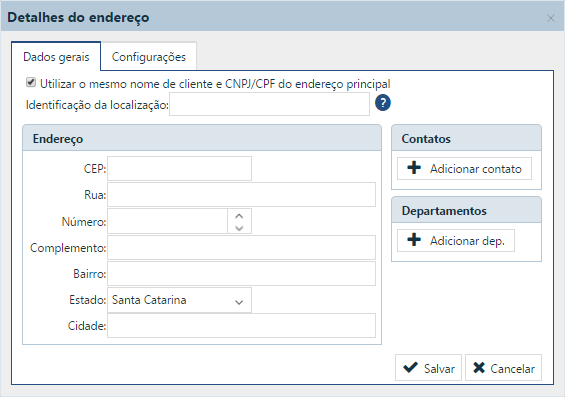 Detalhes do endereço
Dados gerais
Configurações
Utilizar o mesmo nome de cliente e CNPJ/CPF do endereço principal
Identificação da localização:
?
Endereço
CEP:
Rua:
Número:
Complemento:
Bairro:
Estado: Santa Catarina
Cidade:
Contatos
Adicionar contato
Departamentos
Adicionar dep.
Salvar
Cancelar